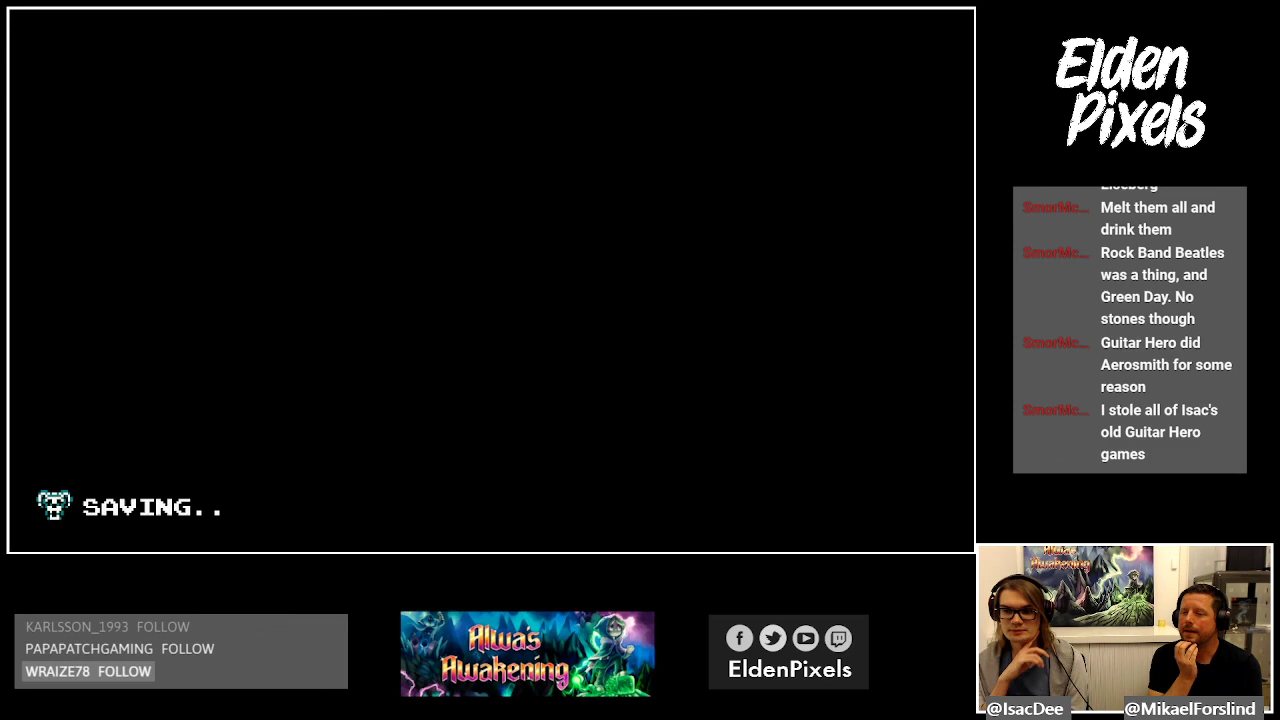 Elden
Pixels
Melt them all and
drink them
Rock Band Beatles
was a thing, and
Green Day. No
stones though
Guitar Hero did
Aerosmith for some
reason
I stole all of Isac's
old Guitar Hero
games
SAVING..
KARLSSON_1993 FOLLOW
PAPAPATCHGAMING FOLLOW
WRAIZE78 FOLLOW
Alwa's
Awakening
EldenPixels
Alwa's
Awakening
@IsacDee
@MikaelForslind